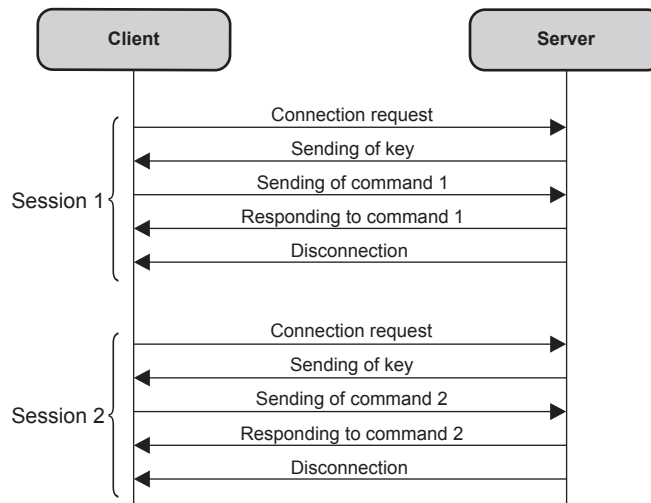 Client
Server
Connection request
Sending of key
Session 1
Sending of command 1
Responding to command 1
Disconnection
Connection request
Sending of key
Session 2
Sending of command 2
Responding to command 2
Disconnection